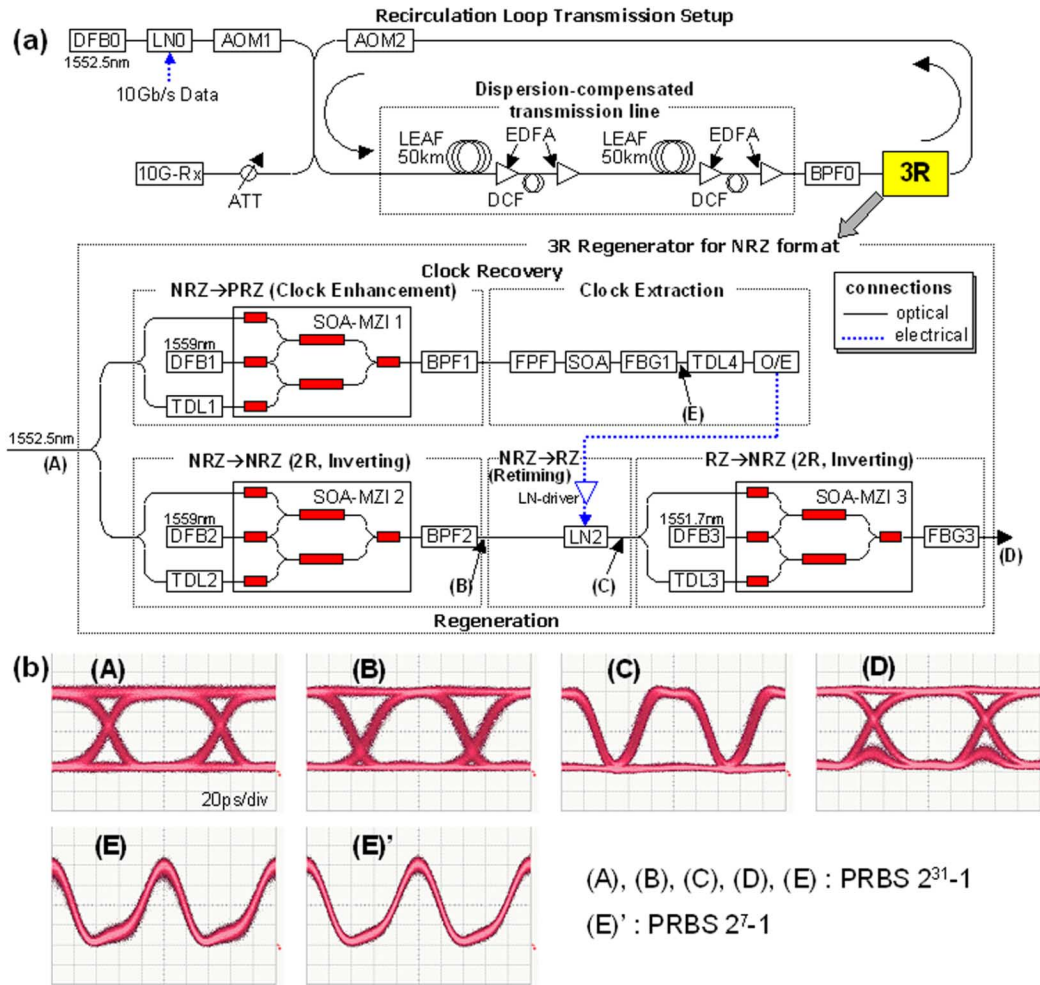 Recirculation Loop Transmission Setup
(a)
DFB0 LN0 AOM1 AOM2
1552.5nm
10Gb/s Data
Dispersion-compensated
transmission line
LEAF EDFA LEAF EDFA
50km 50km
10G-Rx BPF0 3R
ATT DCF DCF
3R Regenerator for NRZ format
Clock Recovery
NRZ→PRZ (Clock Enhancement) Clock Extraction
connections
optical
electrical
SOA-MZI 1
1559nm
DFB1 BPF1 FPF SOA FBG1 TDL4 O/E
TDL1 (E)
1552.5nm
(A)
NRZ→NRZ (2R, Inverting) NRZ→RZ RZ→NRZ (2R, Inverting)
(Retiming)
SOA-MZI 2 LN-driver SOA-MZI 3
1559nm 1551.7nm
DFB2 BPF2 LN2 DFB3 FBG3
TDL2 (B) (C) TDL3 (D)
Regeneration
(b) (A) (B) (C) (D)
20ps/div
(E) (E)'
(A), (B), (C), (D), (E) : PRBS 2³¹-1
(E)' : PRBS 2⁷-1